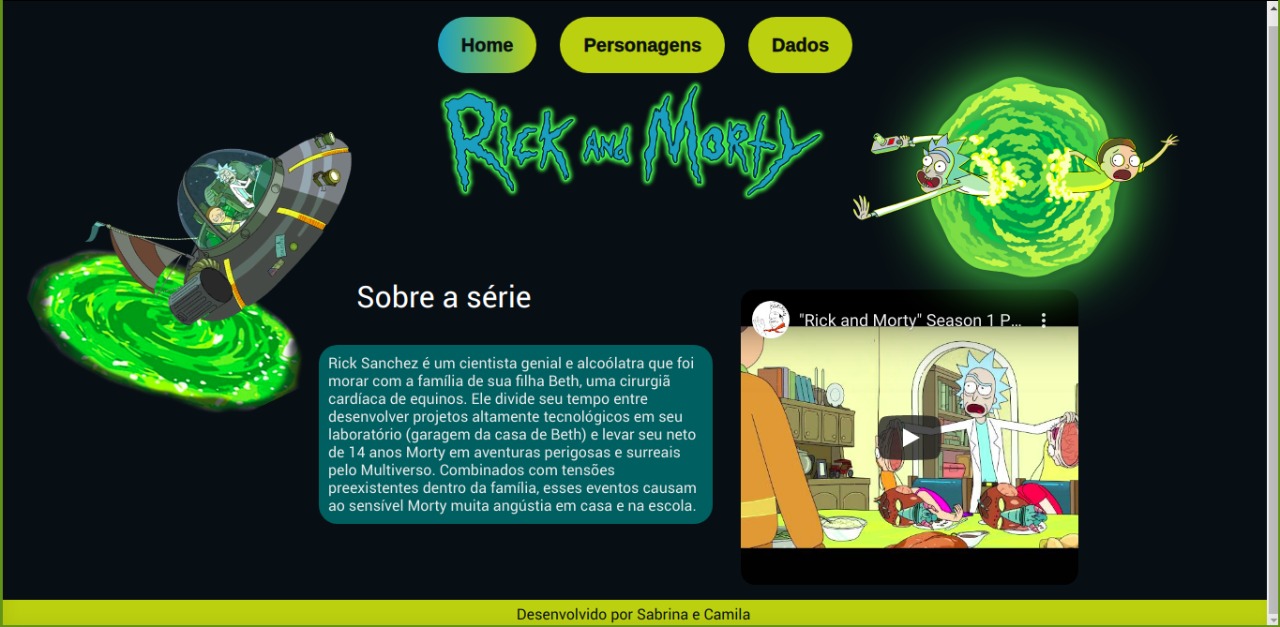 Home
Personagens
Dados
Rick and Morty
Sobre a série
"Rick and Morty" Season 1 P...
Rick Sanchez é um cientista genial e alcoólatra que foi
morar com a família de sua filha Beth, uma cirurgiã
cardíaca de equinos. Ele divide seu tempo entre
desenvolver projetos altamente tecnológicos em seu
laboratório (garagem da casa de Beth) e levar seu neto
de 14 anos Morty em aventuras perigosas e surreais
pelo Multiverso. Combinados com tensões
preexistentes dentro da família, esses eventos causam
ao sensível Morty muita angústia em casa e na escola.
Desenvolvido por Sabrina e Camila